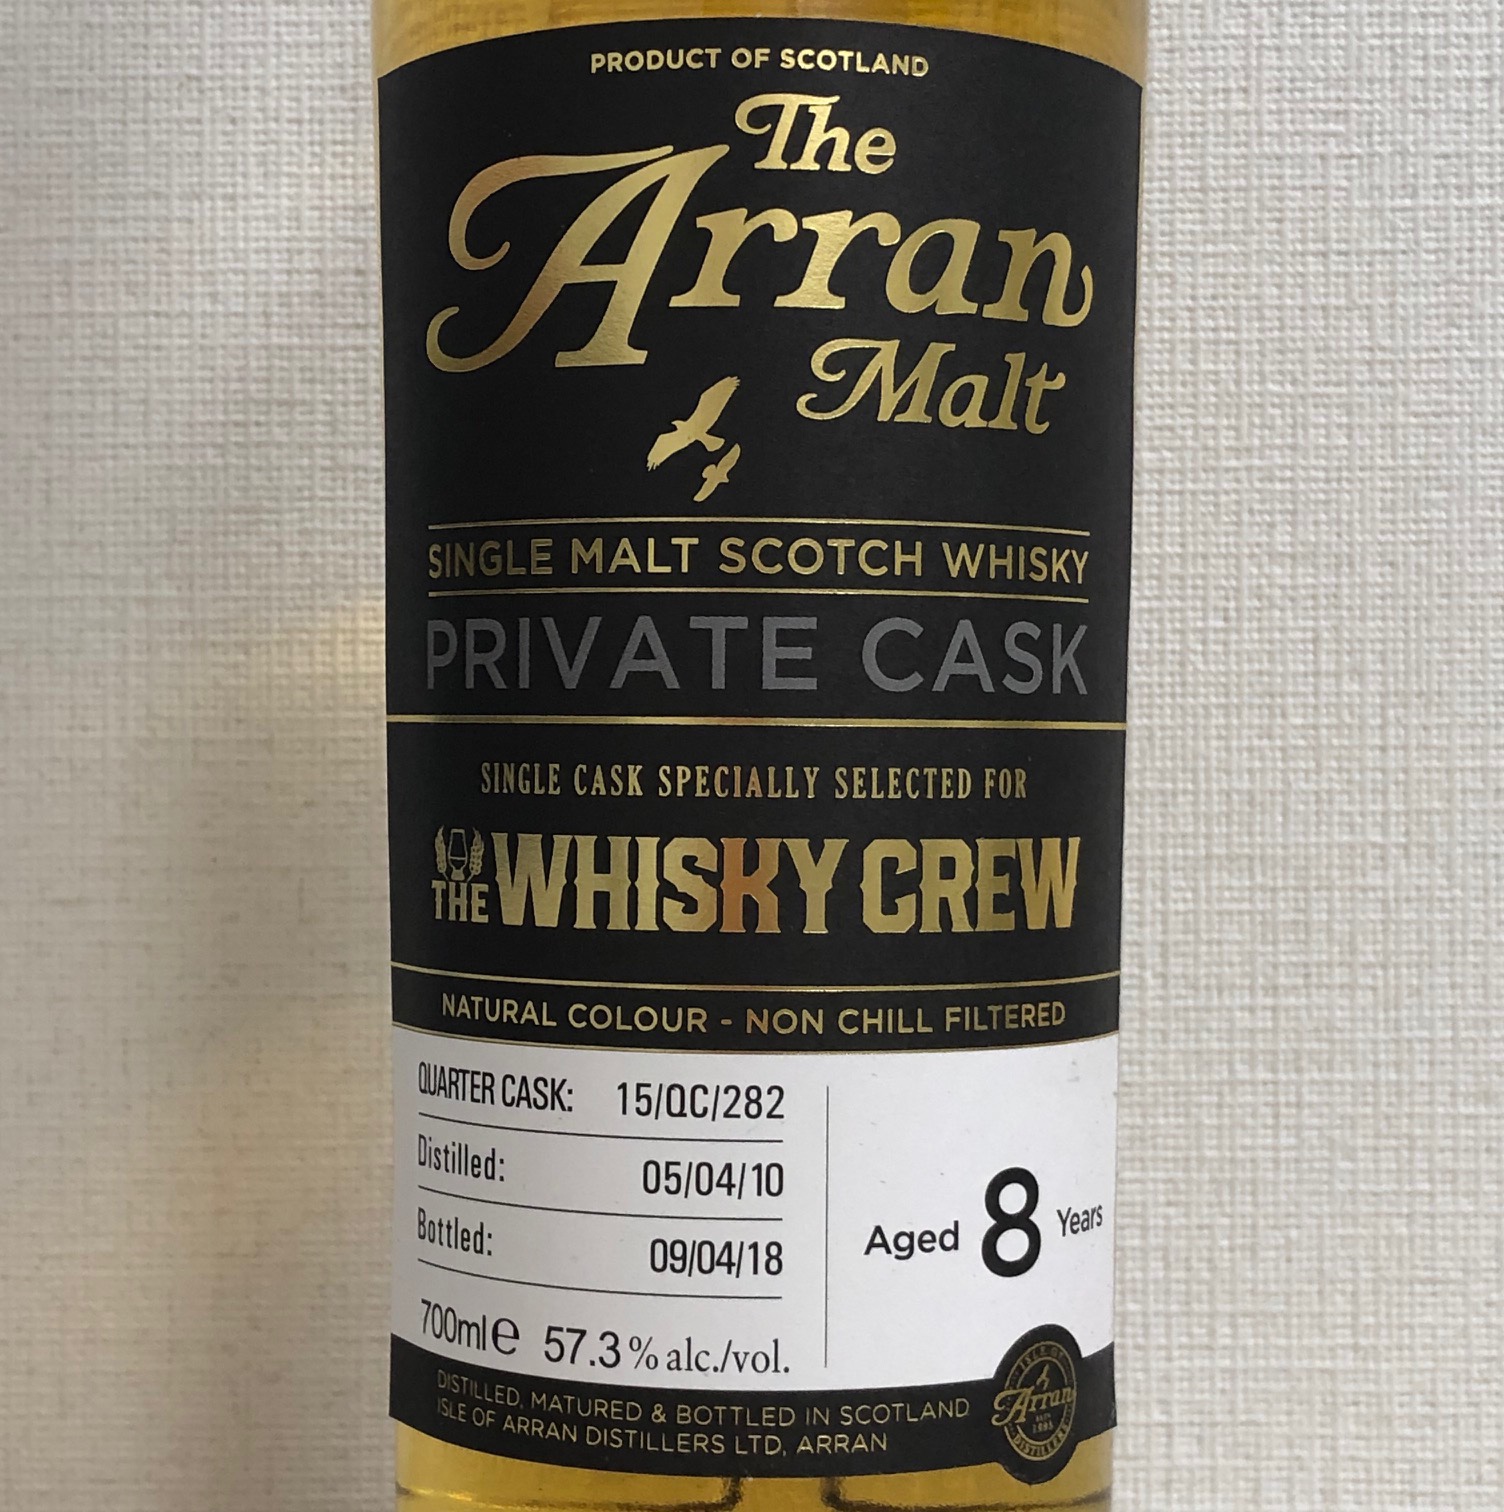 PRODUCT OF SCOTLAND
The
Arran
Malt
SINGLE MALT SCOTCH WHISKY
PRIVATE CASK
SINGLE CASK SPECIALLY SELECTED FOR
THE WHISKY CREW
NATURAL COLOUR - NON CHILL FILTERED
QUARTER CASK: 15/QC/282
Distilled: 05/04/10
Bottled: 09/04/18
700ml℮ 57.3% alc./vol.
Aged 8 Years
DISTILLED, MATURED & BOTTLED IN SCOTLAND
ISLE OF ARRAN DISTILLERS LTD, ARRAN
ISLE OF
Arran
DISTILLERS